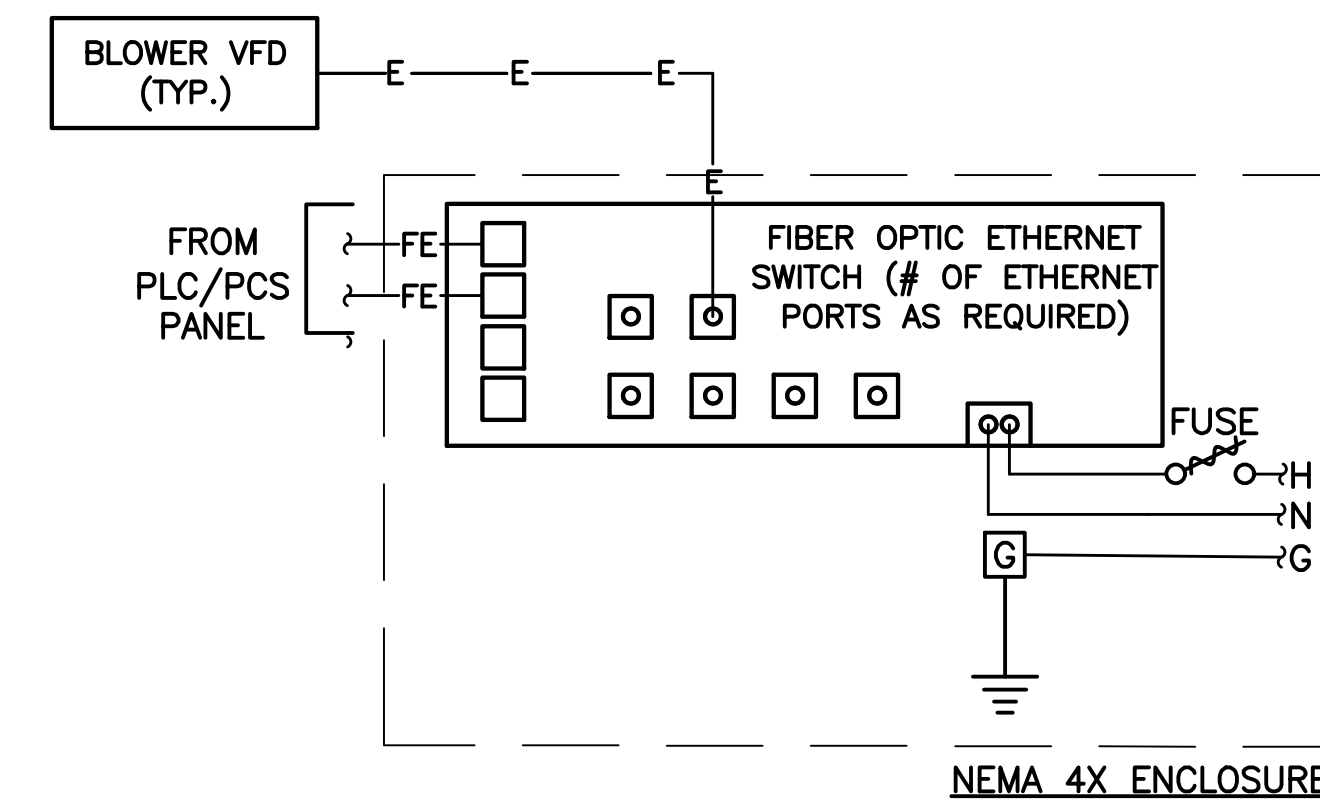 BLOWER VFD
(TYP.)
E E E
E
FROM
PLC/PCS
PANEL
FE
FE
FIBER OPTIC ETHERNET
SWITCH (# OF ETHERNET
PORTS AS REQUIRED)
FUSE
H
N
G
G
NEMA 4X ENCLOSURE